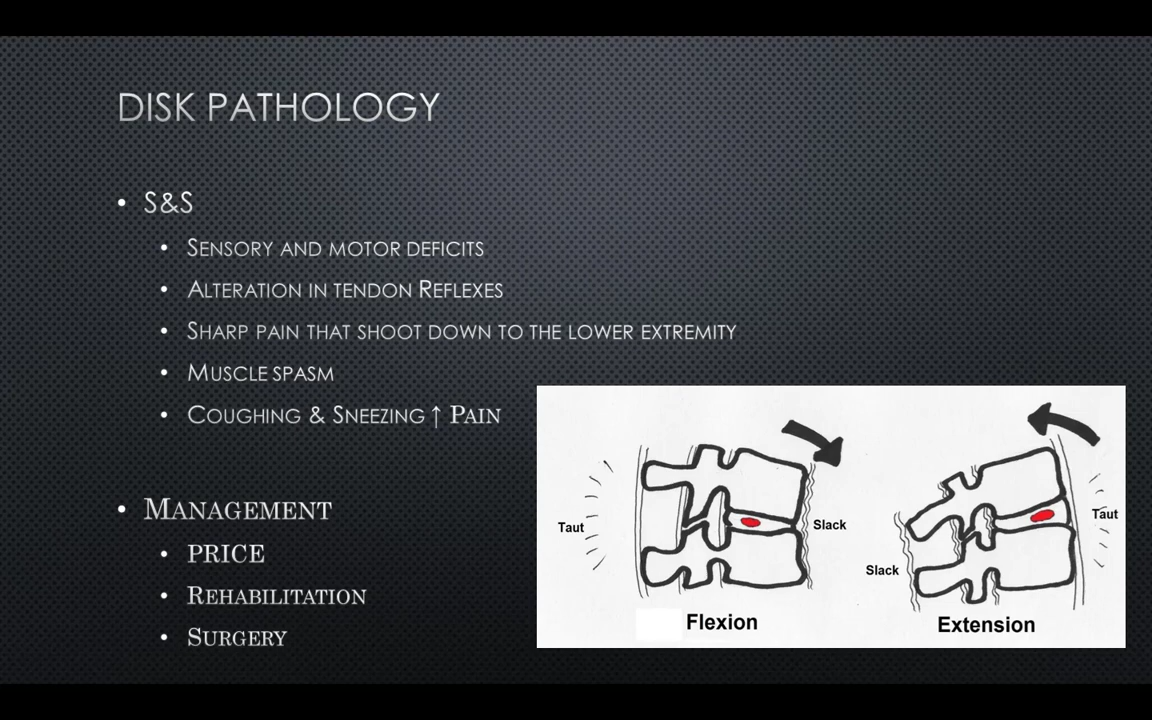 DISK PATHOLOGY
• S&S
• SENSORY AND MOTOR DEFICITS
• ALTERATION IN TENDON REFLEXES
• SHARP PAIN THAT SHOOT DOWN TO THE LOWER EXTREMITY
• MUSCLE SPASM
• COUGHING & SNEEZING ↑ PAIN
• MANAGEMENT
• PRICE
• REHABILITATION
• SURGERY
Taut
Slack
Flexion
Slack
Taut
Extension